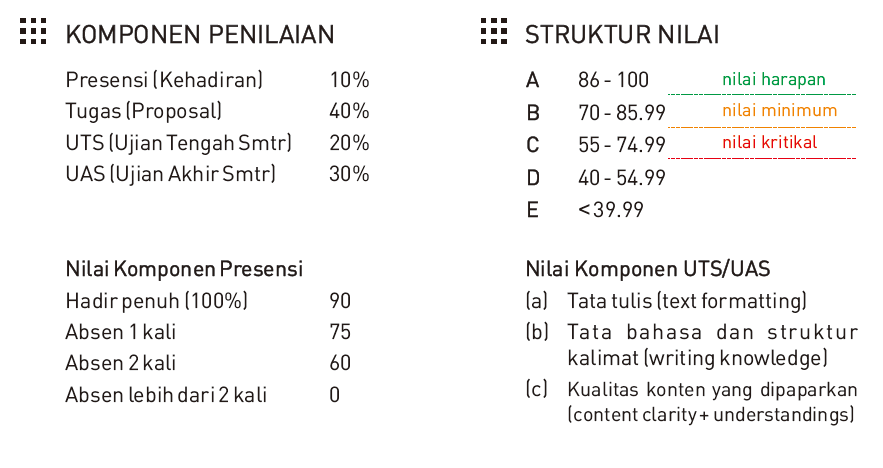 KOMPONEN PENILAIAN
Presensi (Kehadiran) 10%
Tugas (Proposal) 40%
UTS (Ujian Tengah Smtr) 20%
UAS (Ujian Akhir Smtr) 30%
Nilai Komponen Presensi
Hadir penuh (100%) 90
Absen 1 kali 75
Absen 2 kali 60
Absen lebih dari 2 kali 0
STRUKTUR NILAI
A 86 - 100 nilai harapan
B 70 - 85.99 nilai minimum
C 55 - 74.99 nilai kritikal
D 40 - 54.99
E <39.99
Nilai Komponen UTS/UAS
(a) Tata tulis (text formatting)
(b) Tata bahasa dan struktur
kalimat (writing knowledge)
(c) Kualitas konten yang dipaparkan
(content clarity + understandings)